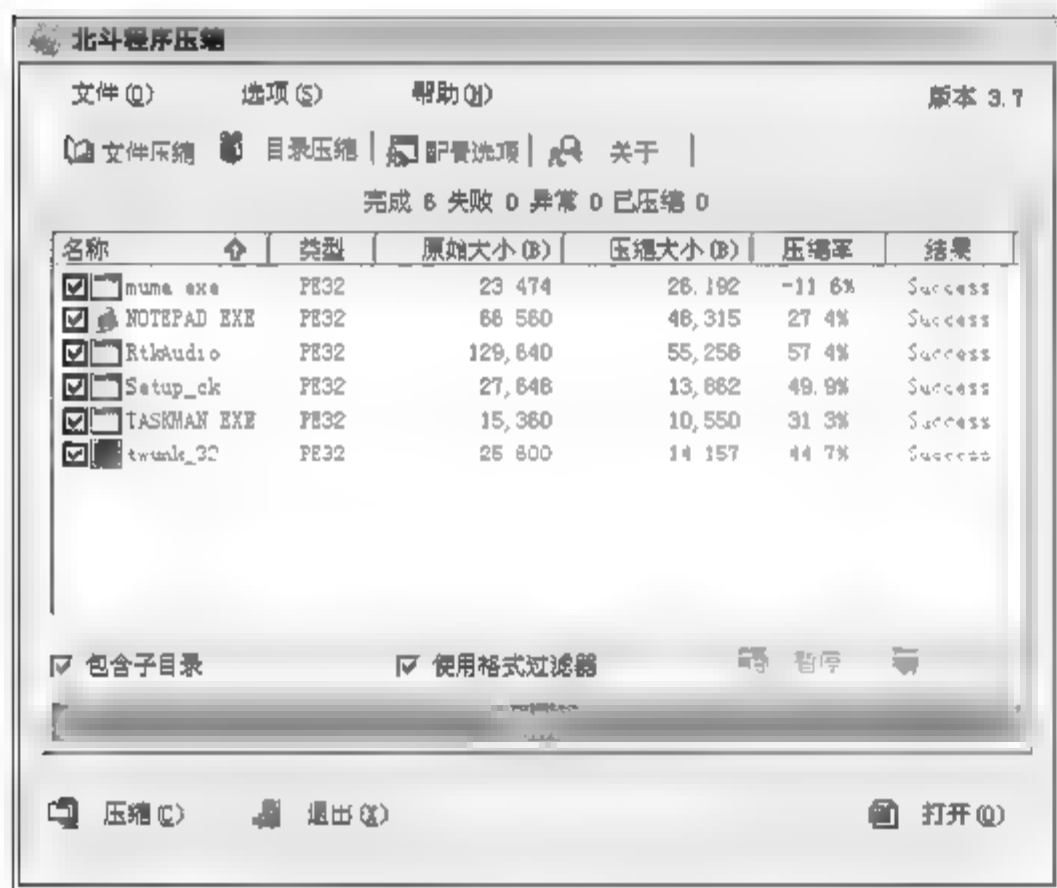 北斗程序压缩
文件(Q) 选项(S) 帮助(H) 版本 3.7
文件压缩 目录压缩 配置选项 关于
完成 6 失败 0 异常 0 已压缩 0
名称 类型 原始大小(B) 压缩大小(B) 压缩率 结果
muma exe PE32 23 474 26.192 -11 6% Success
NOTEPAD EXE PE32 66 560 48,315 27 4% Success
RtkAudio PE32 129,640 55,256 57 4% Success
Setup_ck PE32 27,648 13,862 49.9% Success
TASKMAN EXE PE32 15,360 10,550 31 3% Success
twunk_32 PE32 25 600 14 157 44 7% Success
包含子目录 使用格式过滤器 暂停
压缩(C) 退出(X) 打开(O)